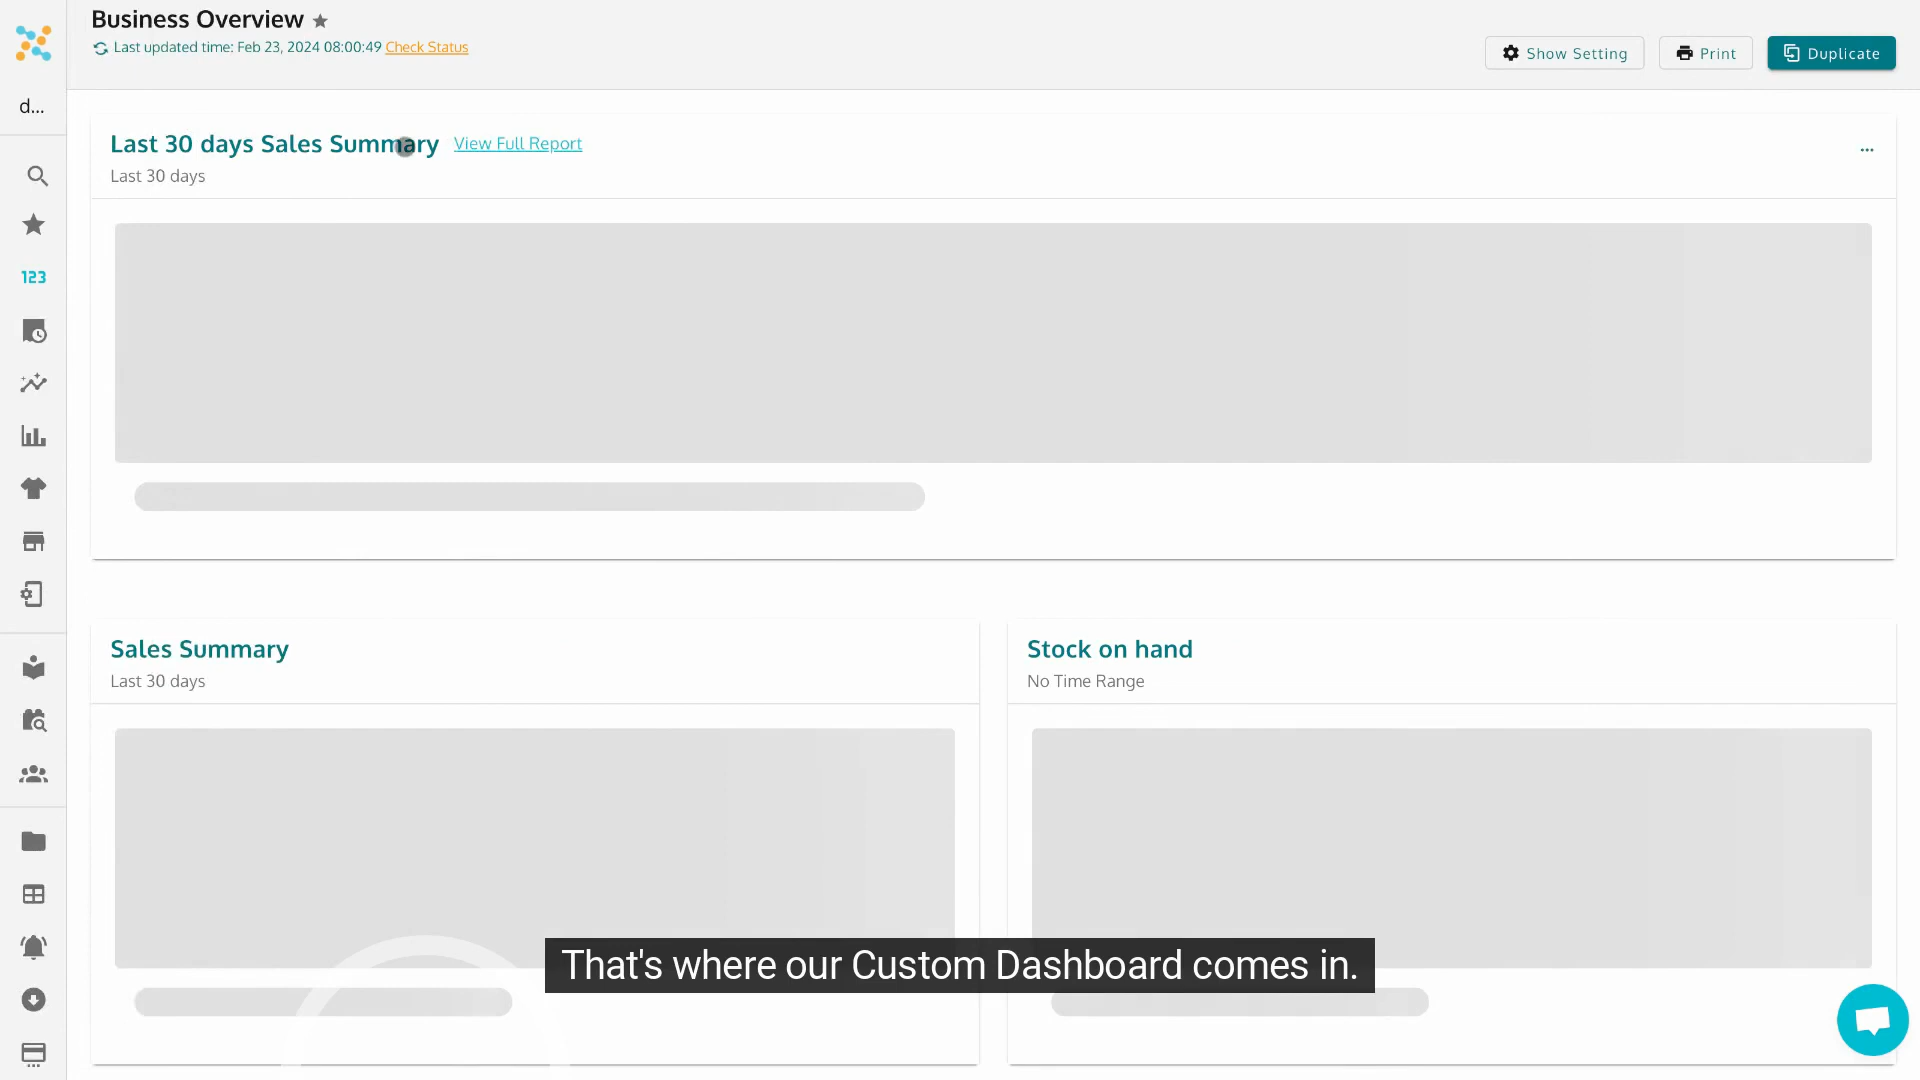 Business Overview
Last updated time: Feb 23, 2024 08:00:49 Check Status
Show Setting
Print
Duplicate
d...
Last 30 days Sales Summary View Full Report
Last 30 days
123
Sales Summary
Last 30 days
Stock on hand
No Time Range
That's where our Custom Dashboard comes in.